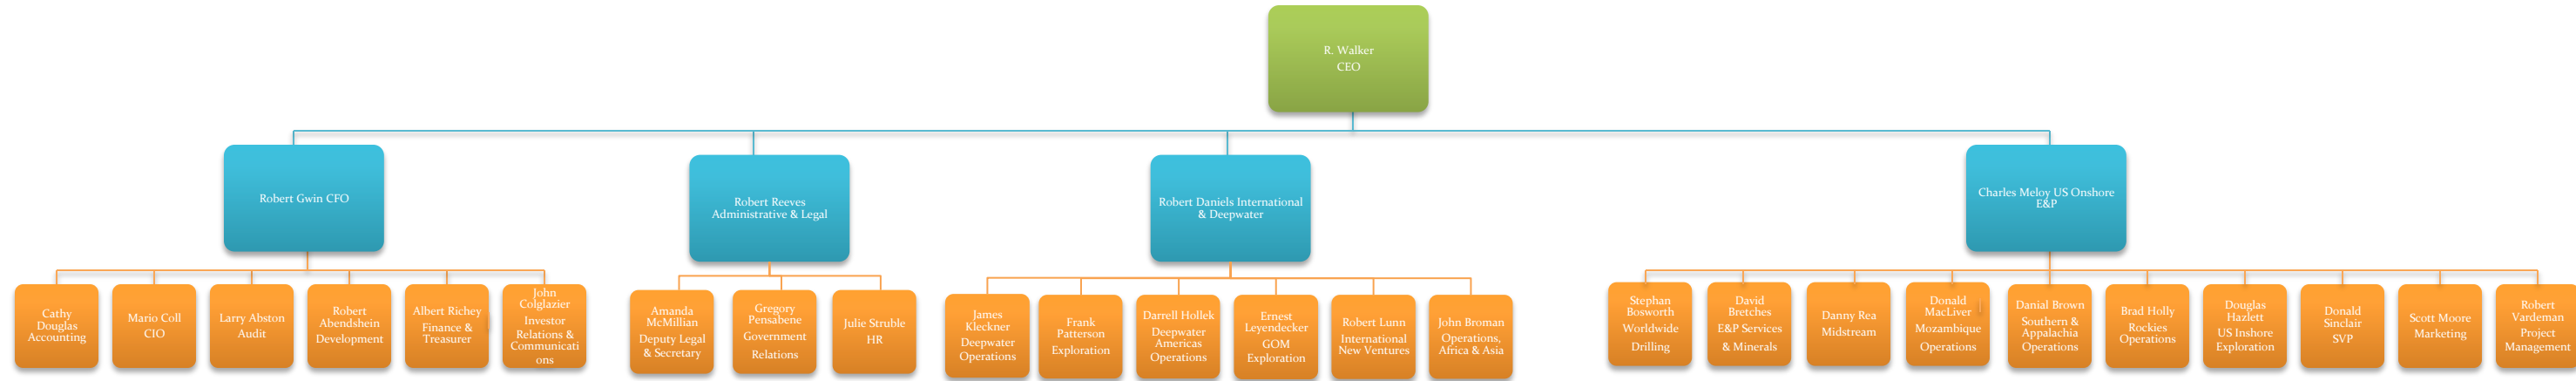 R. Walker
CEO
Robert Gwin CFO
Robert Reeves
Administrative & Legal
Robert Daniels International
& Deepwater
Charles Meloy US Onshore
E&P
Cathy
Douglas
Accounting
Mario Coll
CIO
Larry Abston
Audit
Robert
Abendshein
Development
Albert Richey
Finance &
Treasurer
John
Colglazier
Investor
Relations &
Communicati
ons
Amanda
McMillian
Deputy Legal
& Secretary
Gregory
Pensabene
Government
Relations
Julie Struble
HR
James
Kleckner
Deepwater
Operations
Frank
Patterson
Exploration
Darrell Hollek
Deepwater
Americas
Operations
Ernest
Leyendecker
GOM
Exploration
Robert Lunn
International
New Ventures
John Broman
Operations,
Africa & Asia
Stephan
Bosworth
Worldwide
Drilling
David
Bretches
E&P Services
& Minerals
Danny Rea
Midstream
Donald
MacLiver
Mozambique
Operations
Danial Brown
Southern &
Appalachia
Operations
Brad Holly
Rockies
Operations
Douglas
Hazlett
US Inshore
Exploration
Donald
Sinclair
SVP
Scott Moore
Marketing
Robert
Vardeman
Project
Management